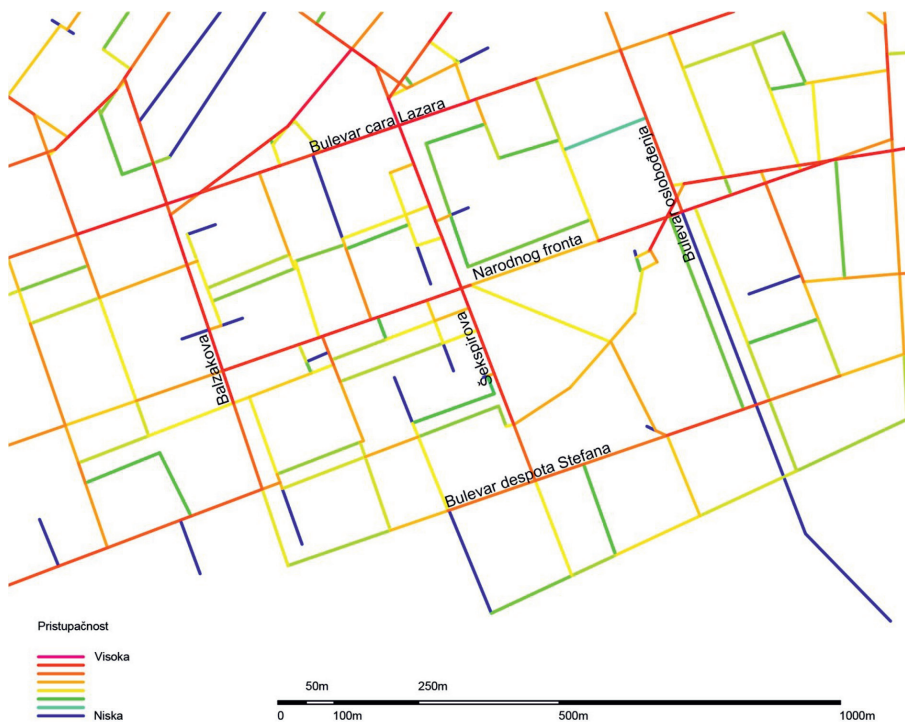 Bulevar cara Lazara
Bulevar oslobođenja
Narodnog fronta
Balzakova
Šekspirova
Bulevar despota Stefana
Pristupačnost
Visoka
Niska
50m
250m
0
100m
500m
1000m